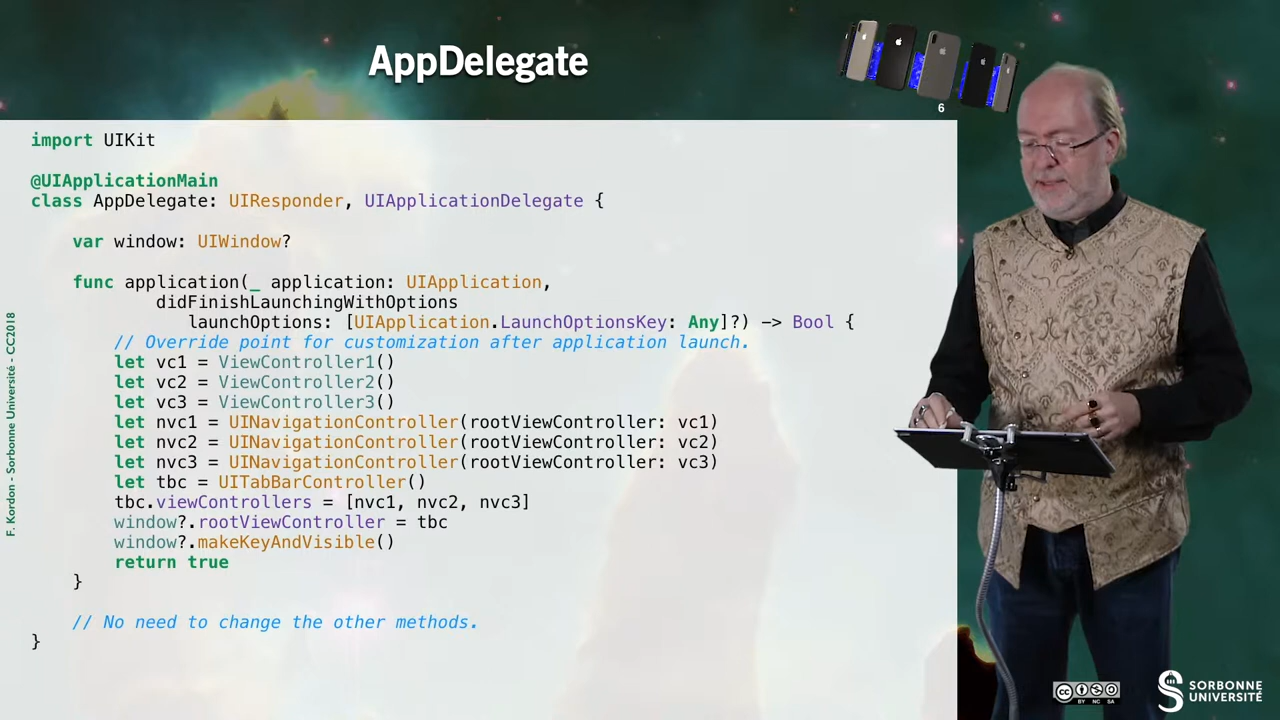 AppDelegate
6
import UIKit
@UIApplicationMain
class AppDelegate: UIResponder, UIApplicationDelegate {
var window: UIWindow?
func application(_ application: UIApplication,
didFinishLaunchingWithOptions
launchOptions: [UIApplication.LaunchOptionsKey: Any]?) -> Bool {
// Override point for customization after application launch.
let vc1 = ViewController1()
let vc2 = ViewController2()
let vc3 = ViewController3()
let nvc1 = UINavigationController(rootViewController: vc1)
let nvc2 = UINavigationController(rootViewController: vc2)
let nvc3 = UINavigationController(rootViewController: vc3)
let tbc = UITabBarController()
tbc.viewControllers = [nvc1, nvc2, nvc3]
window?.rootViewController = tbc
window?.makeKeyAndVisible()
return true
}
// No need to change the other methods.
}
F. Kordon - Sorbonne Université - CC2018
cc
BY NC SA
SORBONNE
UNIVERSITÉ